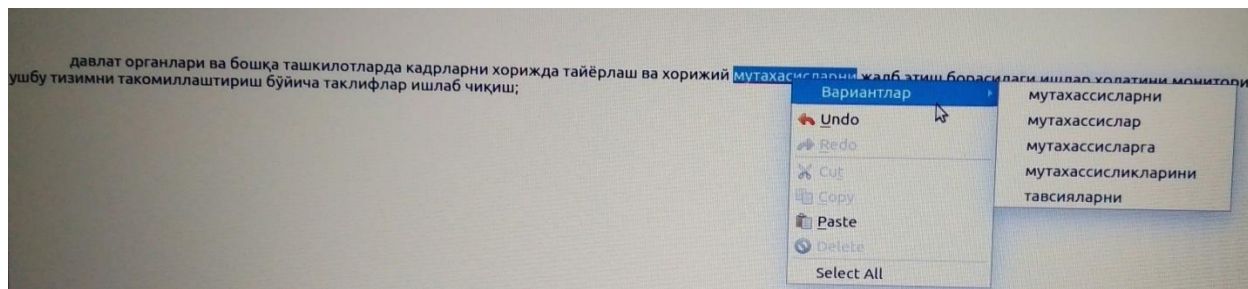 давлат органлари ва бошқа ташкилотларда кадрларни хорижда тайёрлаш ва хорижий мутахасисларни жалб этиш борасидаги ишлар ҳолатини монитори
ушбу тизимни такомиллаштириш бўйича таклифлар ишлаб чиқиш;
Вариантлар
Undo
Redo
Cut
Copy
Paste
Delete
Select All
мутахассисларни
мутахассислар
мутахассисларга
мутахассисликларини
тавсияларни